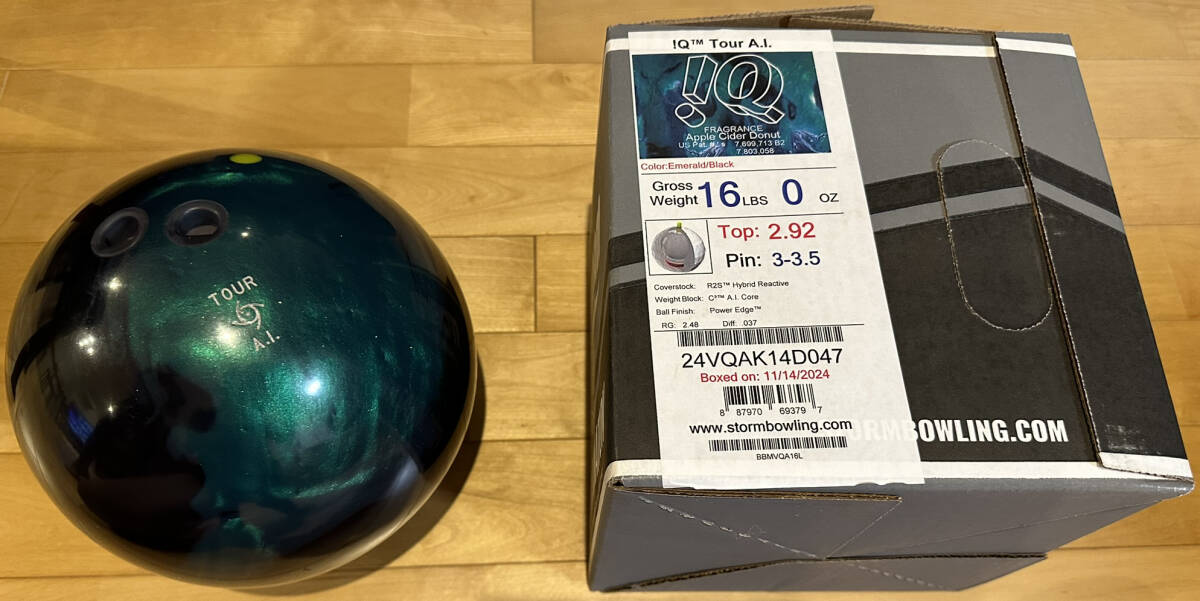 TOUR
A.I.
!Q™ Tour A.I.
!Q
FRAGRANCE
Apple Cider Donut
US Pat. #,'s 7,699,713 B2
7,803,058
Color:Emerald/Black
Gross Weight 16 LBS 0 OZ
Top: 2.92
Pin: 3-3.5
Coverstock: R2S™ Hybrid Reactive
Weight Block: C³™ A.I. Core
Ball Finish: Power Edge™
RG: 2.48 Diff: .037
24VQAK14D047
Boxed on: 11/14/2024
8 87970 69379 7
www.stormbowling.com
BBMVQA16L
ORMBOWLING.COM